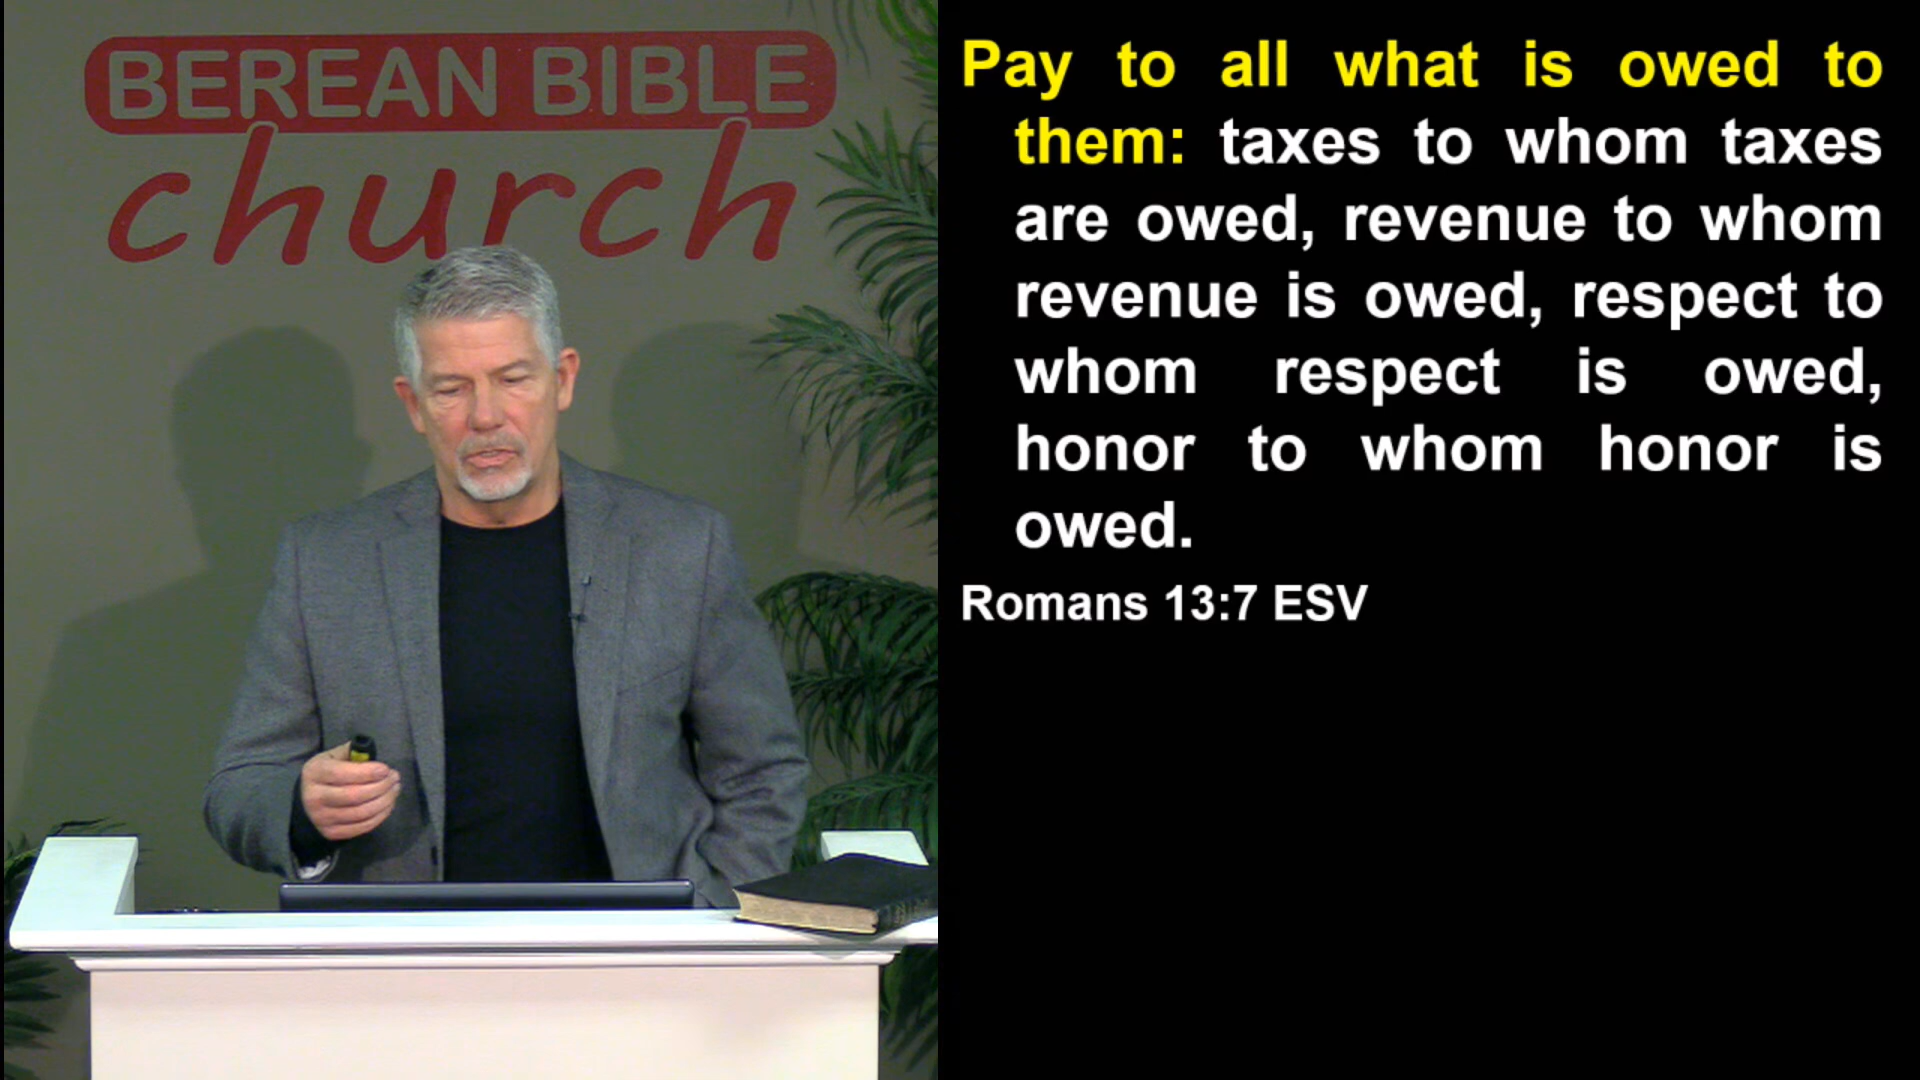 BEREAN BIBLE
church
Pay to all what is owed to
them: taxes to whom taxes
are owed, revenue to whom
revenue is owed, respect to
whom respect is owed,
honor to whom honor is
owed.
Romans 13:7 ESV